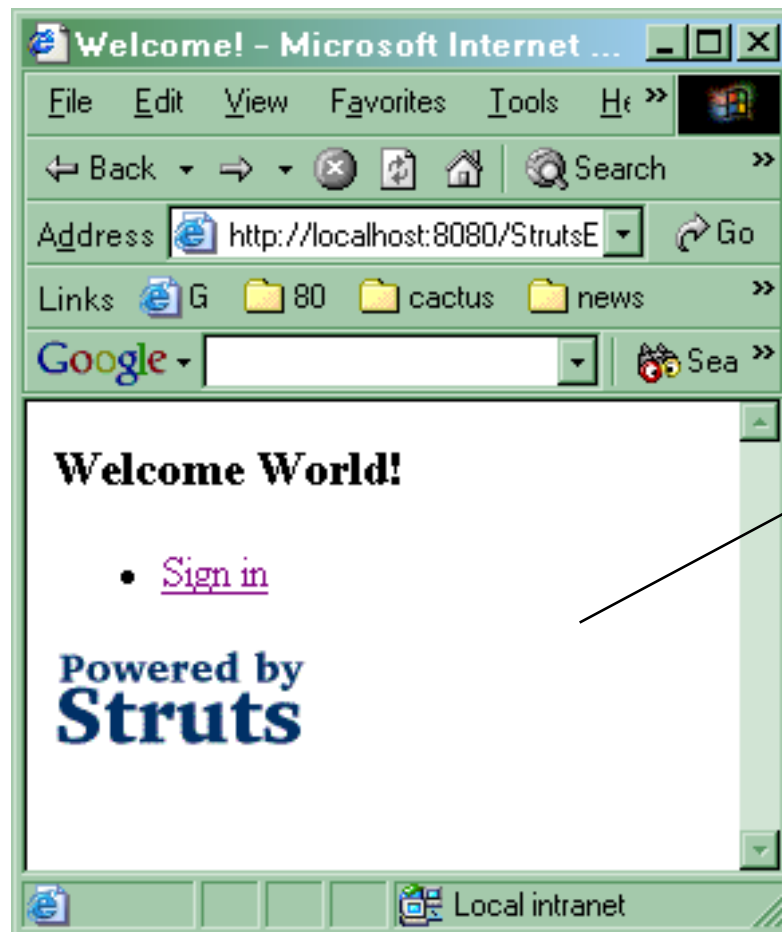 Welcome! - Microsoft Internet ...
File Edit View Favorites Tools »
Back Search »
Address http://localhost:8080/StrutsE Go
Links G 80 cactus news »
Google Sea »
Welcome World!
• Sign in
Powered by
Struts
Local intranet